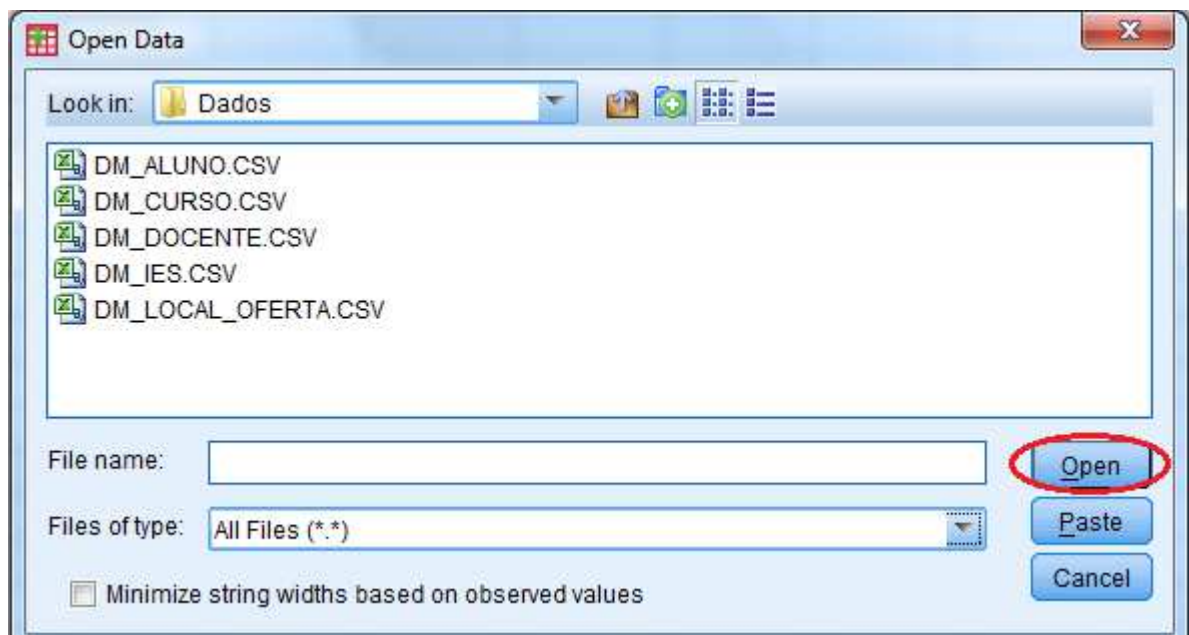 Open Data
Look in: Dados
DM_ALUNO.CSV
DM_CURSO.CSV
DM_DOCENTE.CSV
DM_IES.CSV
DM_LOCAL_OFERTA.CSV
File name:
Open
Files of type: All Files (*.*)
Paste
Minimize string widths based on observed values
Cancel